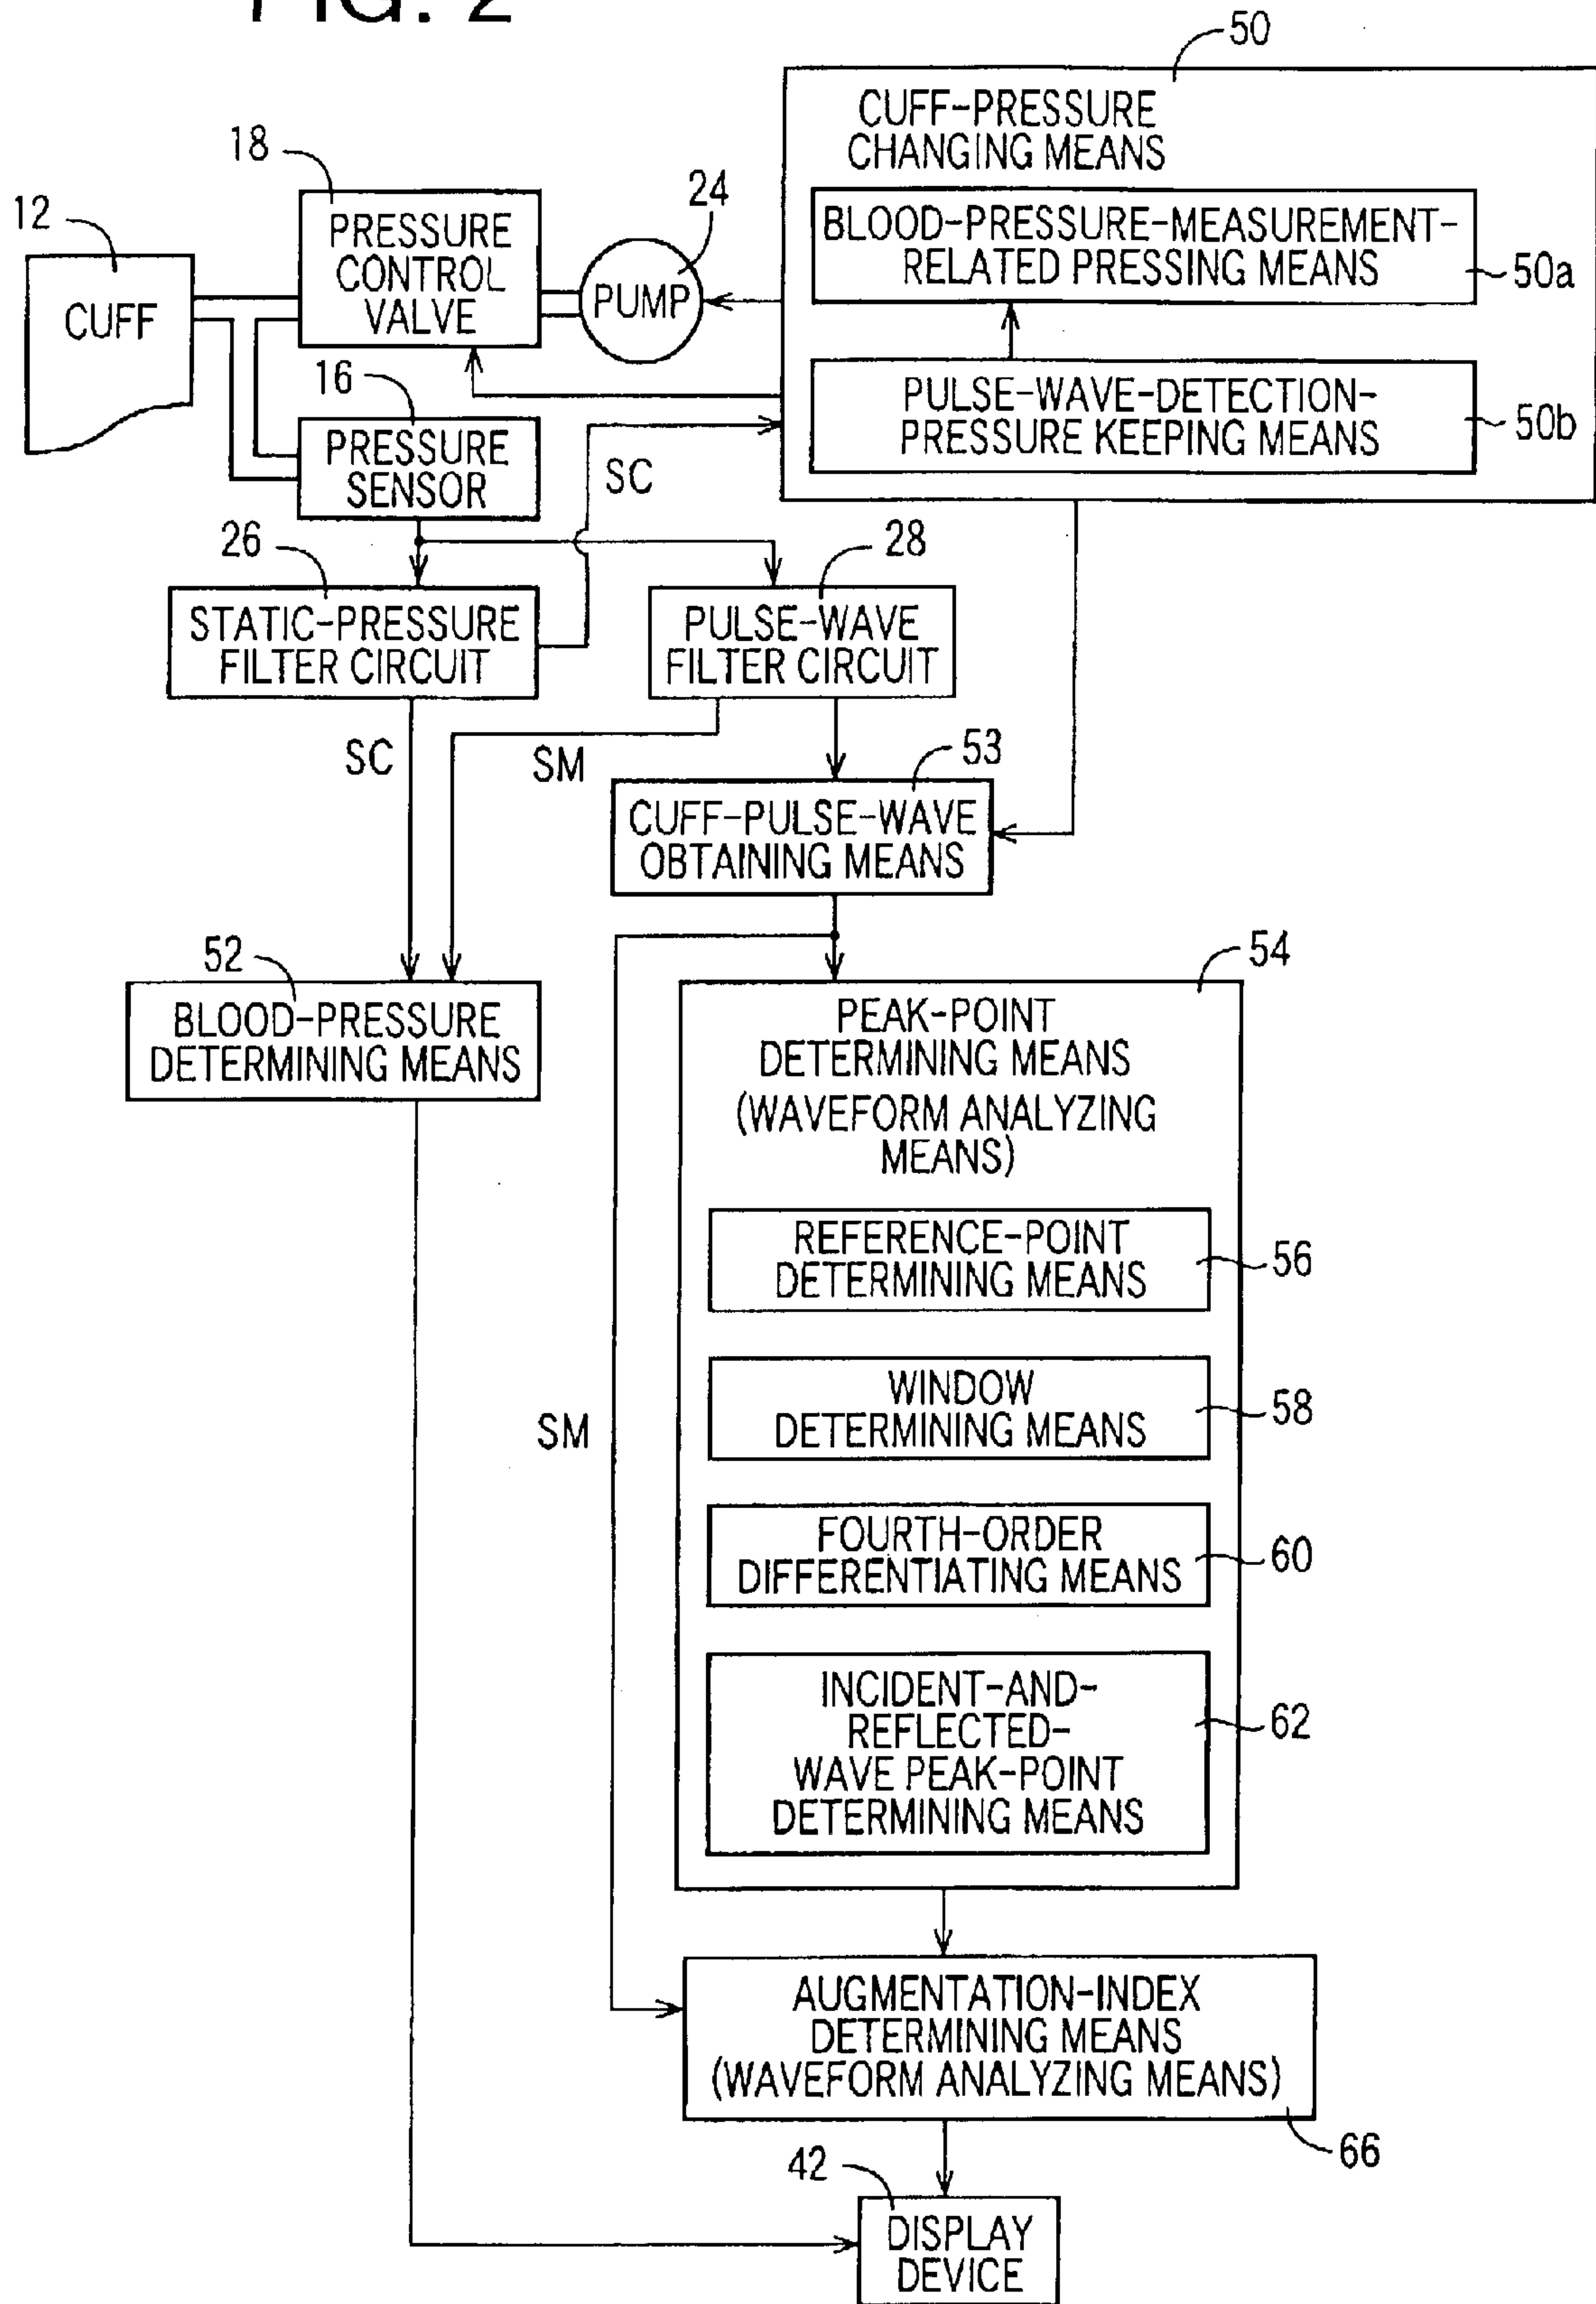 FIG. 2
50
CUFF-PRESSURE
CHANGING MEANS
18
24
12
PRESSURE
CONTROL
VALVE
BLOOD-PRESSURE-MEASUREMENT-
RELATED PRESSING MEANS
50a
PUMP
CUFF
16
PULSE-WAVE-DETECTION-
PRESSURE KEEPING MEANS
50b
PRESSURE
SENSOR
SC
26
28
STATIC-PRESSURE
FILTER CIRCUIT
PULSE-WAVE
FILTER CIRCUIT
SC
SM
53
CUFF-PULSE-WAVE
OBTAINING MEANS
52
54
BLOOD-PRESSURE
DETERMINING MEANS
PEAK-POINT
DETERMINING MEANS
(WAVEFORM ANALYZING
MEANS)
REFERENCE-POINT
DETERMINING MEANS
56
WINDOW
DETERMINING MEANS
58
SM
FOURTH-ORDER
DIFFERENTIATING MEANS
60
INCIDENT-AND-
REFLECTED-
WAVE PEAK-POINT
DETERMINING MEANS
62
AUGMENTATION-INDEX
DETERMINING MEANS
(WAVEFORM ANALYZING MEANS)
66
42
DISPLAY
DEVICE